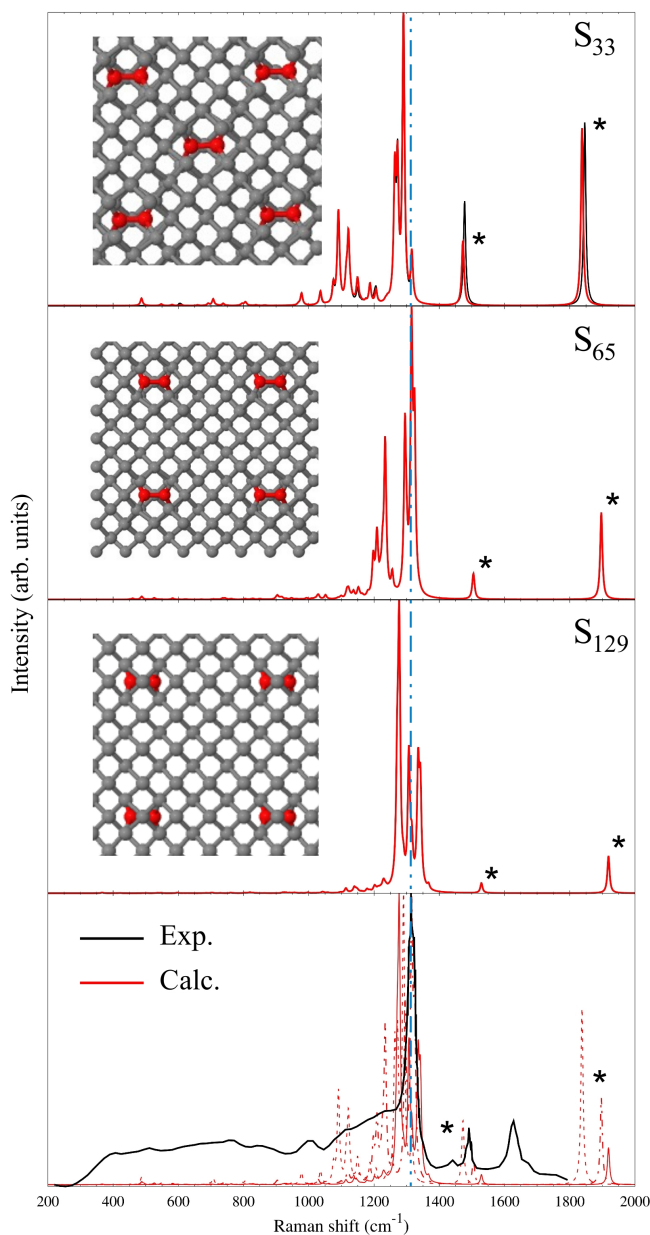 S33
*
*
S65
*
*
S129
*
*
Intensity (arb. units)
Exp.
Calc.
*
*
200 400 600 800 1000 1200 1400 1600 1800 2000
Raman shift (cm-1)